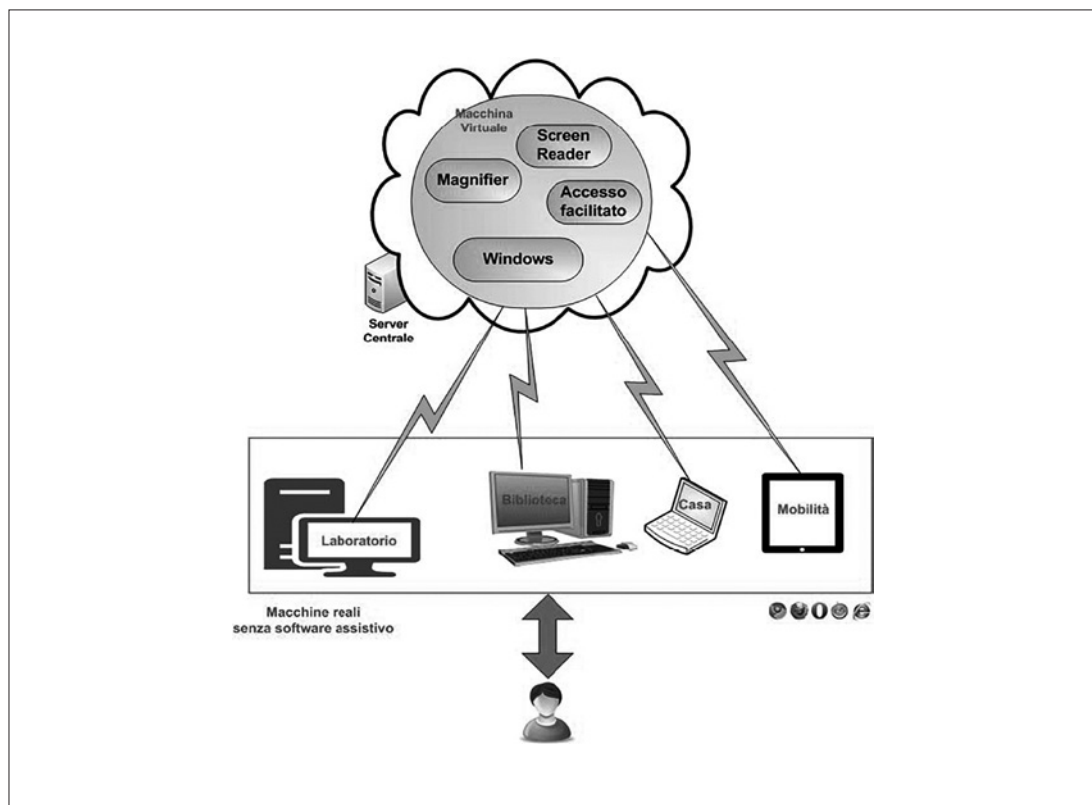 Macchina
Virtuale
Screen
Reader
Magnifier
Accesso
facilitato
Windows
Server
Centrale
Laboratorio
Biblioteca
Casa
Mobilità
Macchine reali
senza software assistivo